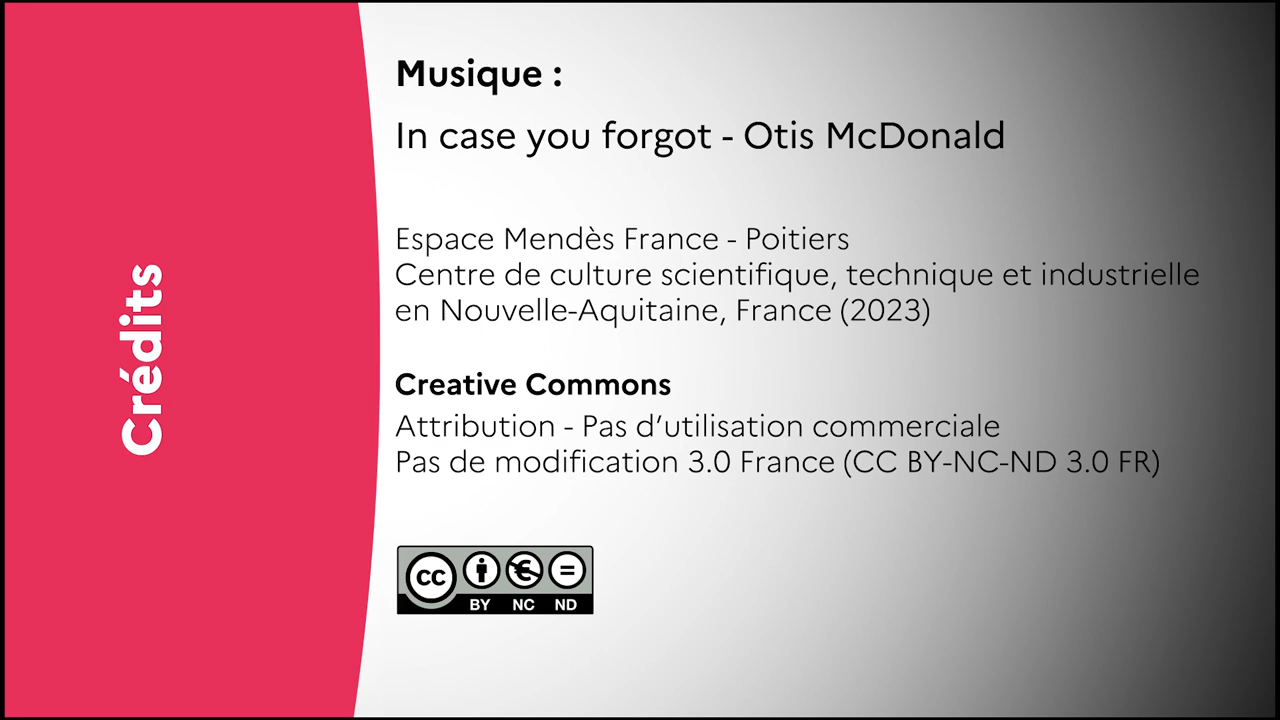 Crédits
Musique :
In case you forgot - Otis McDonald
Espace Mendès France - Poitiers
Centre de culture scientifique, technique et industrielle
en Nouvelle-Aquitaine, France (2023)
Creative Commons
Attribution - Pas d’utilisation commerciale
Pas de modification 3.0 France (CC BY-NC-ND 3.0 FR)
cc
BY NC ND